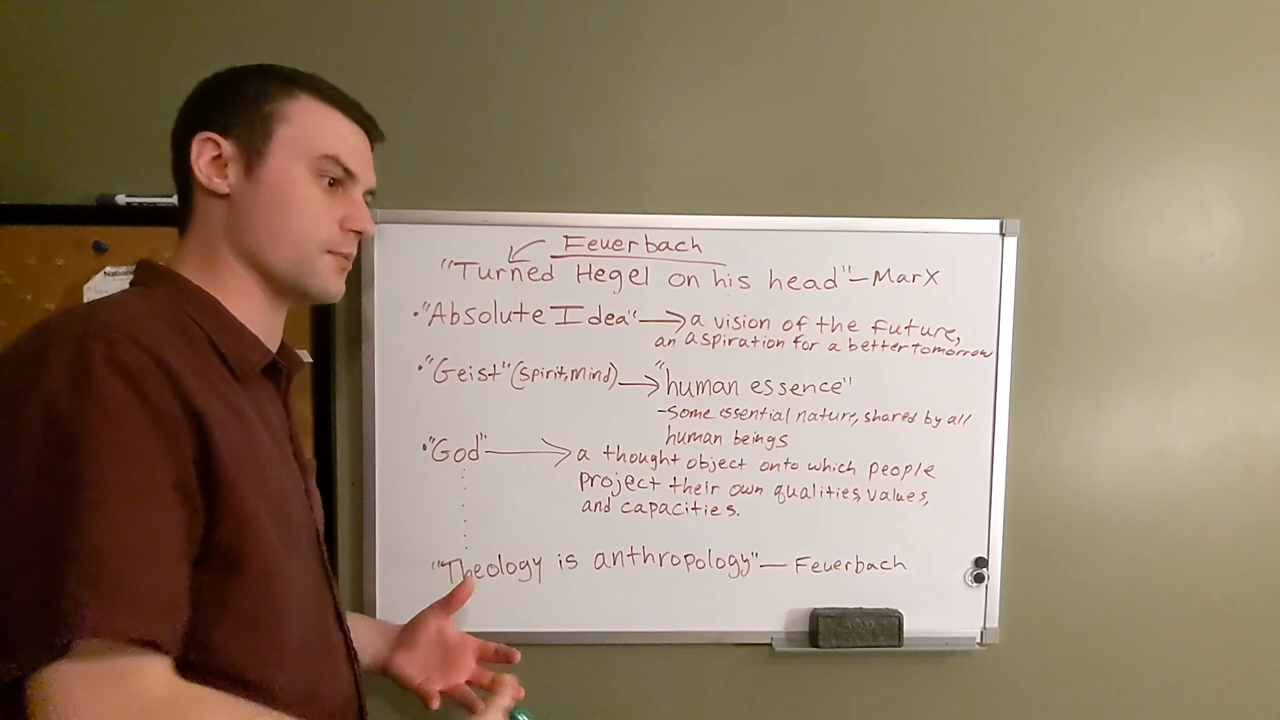 Feuerbach
"Turned Hegel on his head"—Marx
•"Absolute Idea"→a vision of the future,
an aspiration for a better tomorrow
•"Geist"(spirit, mind)→"human essence"
-Some essential nature, shared by all
human beings
•"God"→a thought object onto which people
project their own qualities, values,
and capacities.
"Theology is anthropology"—Feuerbach
National